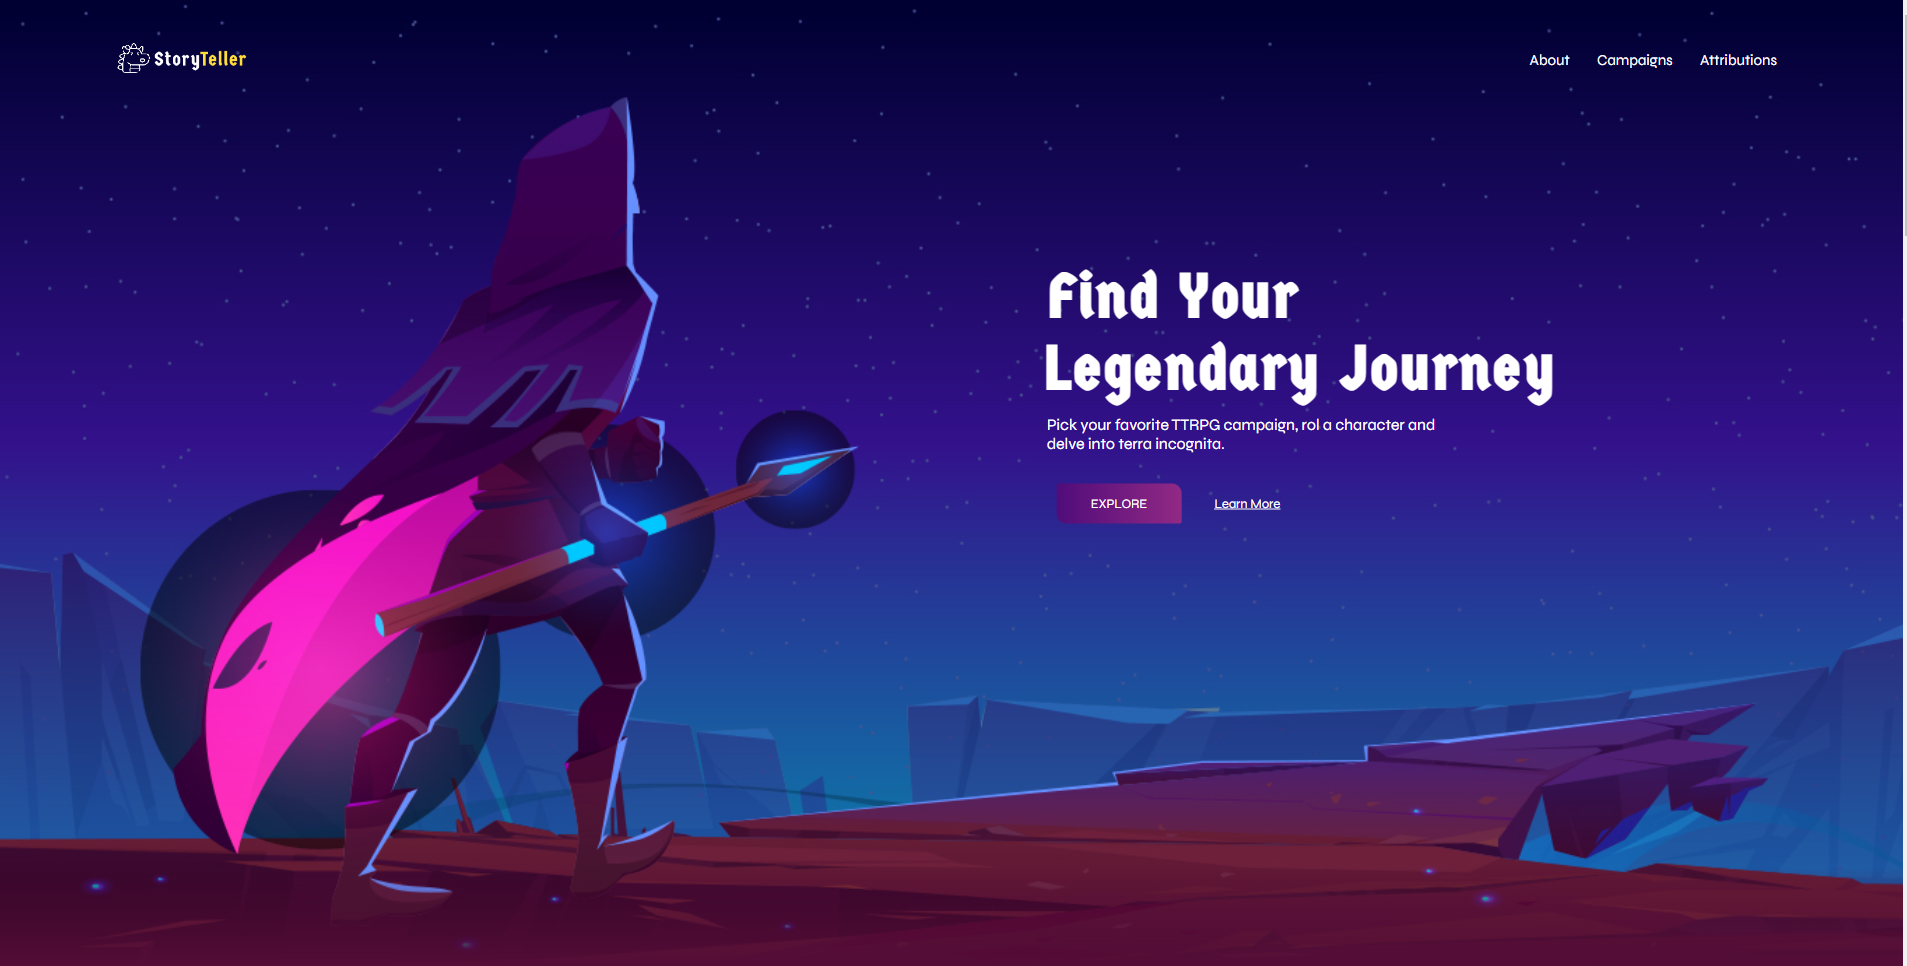 StoryTeller
About Campaigns Attributions
Find Your
Legendary Journey
Pick your favorite TTRPG campaign, rol a character and
delve into terra incognita.
EXPLORE Learn More